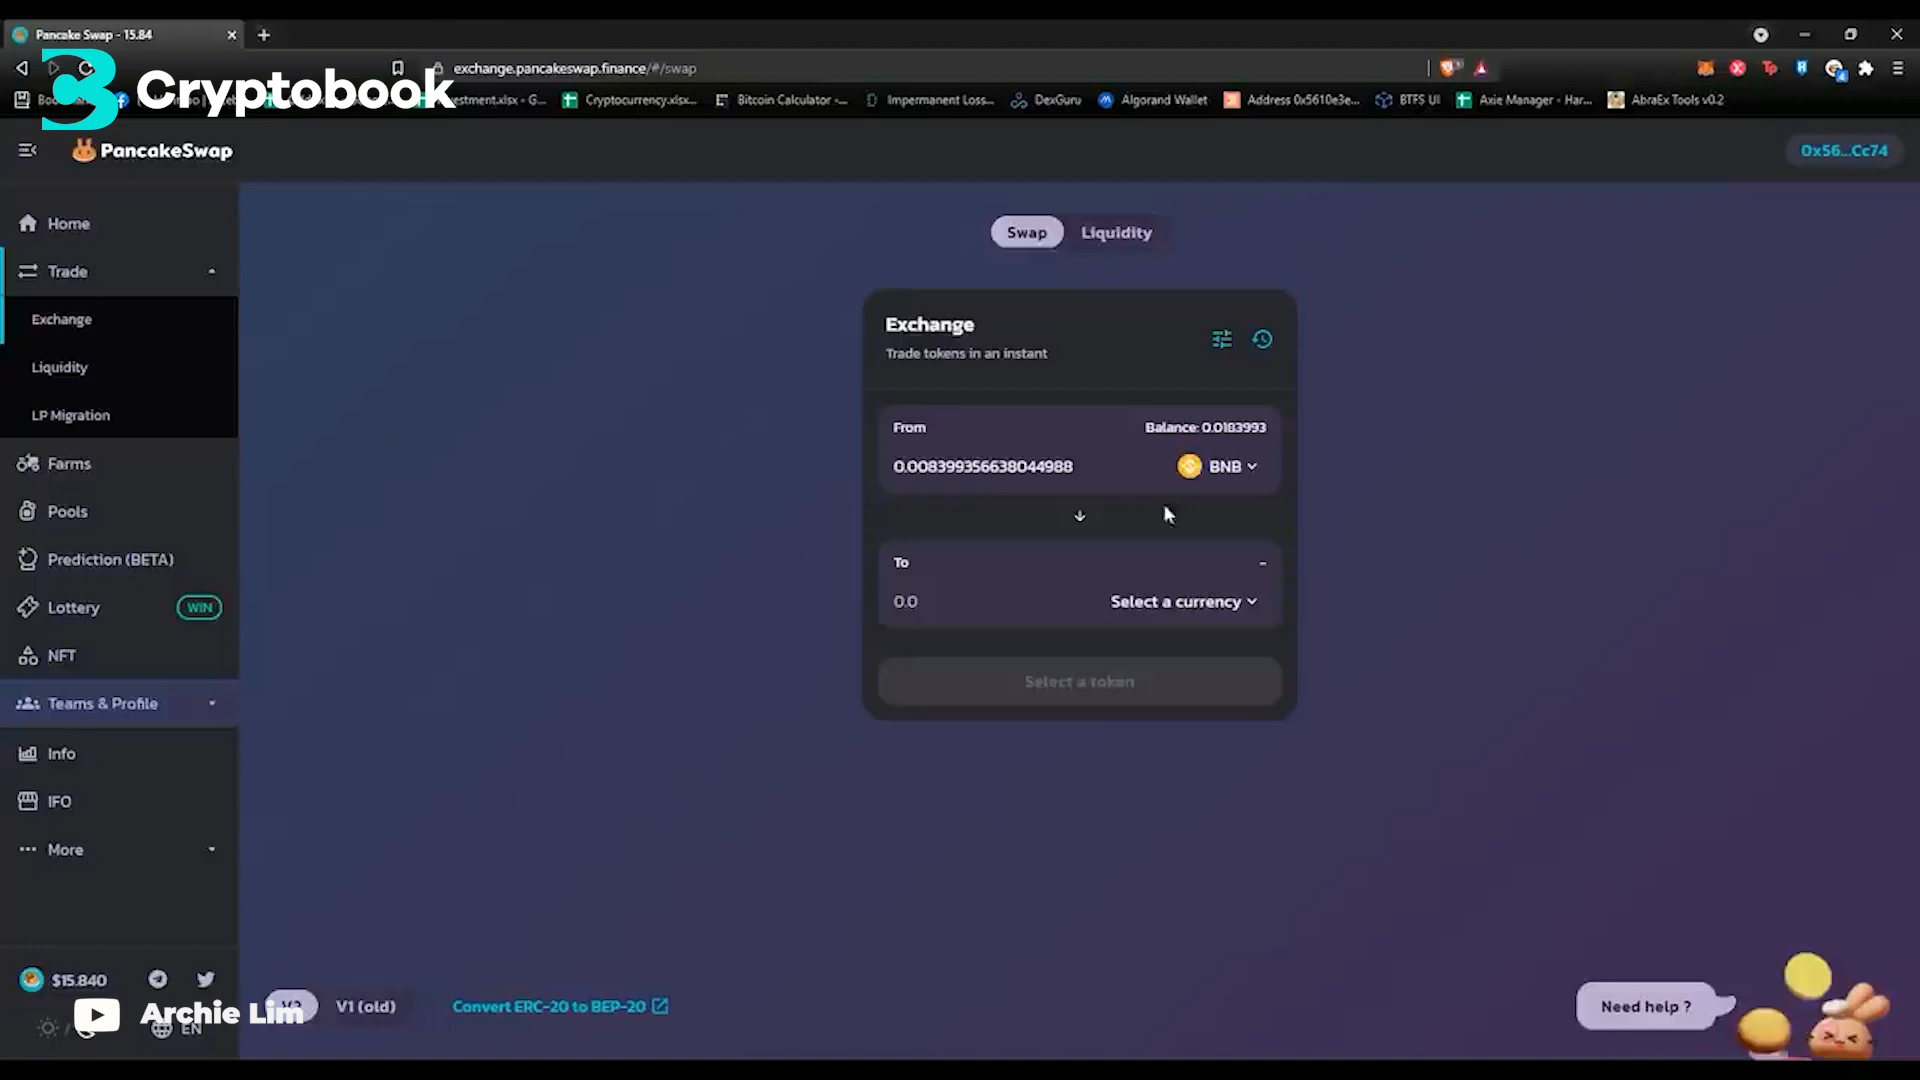 Pancake Swap - 15.84
exchange.pancakeswap.finance/#/swap
Cryptobook
estment.xlsx - G...
Cryptocurrency.xlsx...
Bitcoin Calculator -...
Impermanent Loss...
DexGuru
Algorand Wallet
Address 0x5610e3e...
BTFS UI
Axie Manager - Har...
AbraEx Tools v0.2
PancakeSwap
0x56...Cc74
Home
Trade
Exchange
Liquidity
LP Migration
Farms
Pools
Prediction (BETA)
Lottery
WIN
NFT
Teams & Profile
Info
IFO
More
Swap
Liquidity
Exchange
Trade tokens in an instant
From
Balance: 0.0183993
0.008399356638044988
BNB
To
-
0.0
Select a currency
Select a token
$15.840
Archie Lim
EN
V1 (old)
Convert ERC-20 to BEP-20
Need help ?